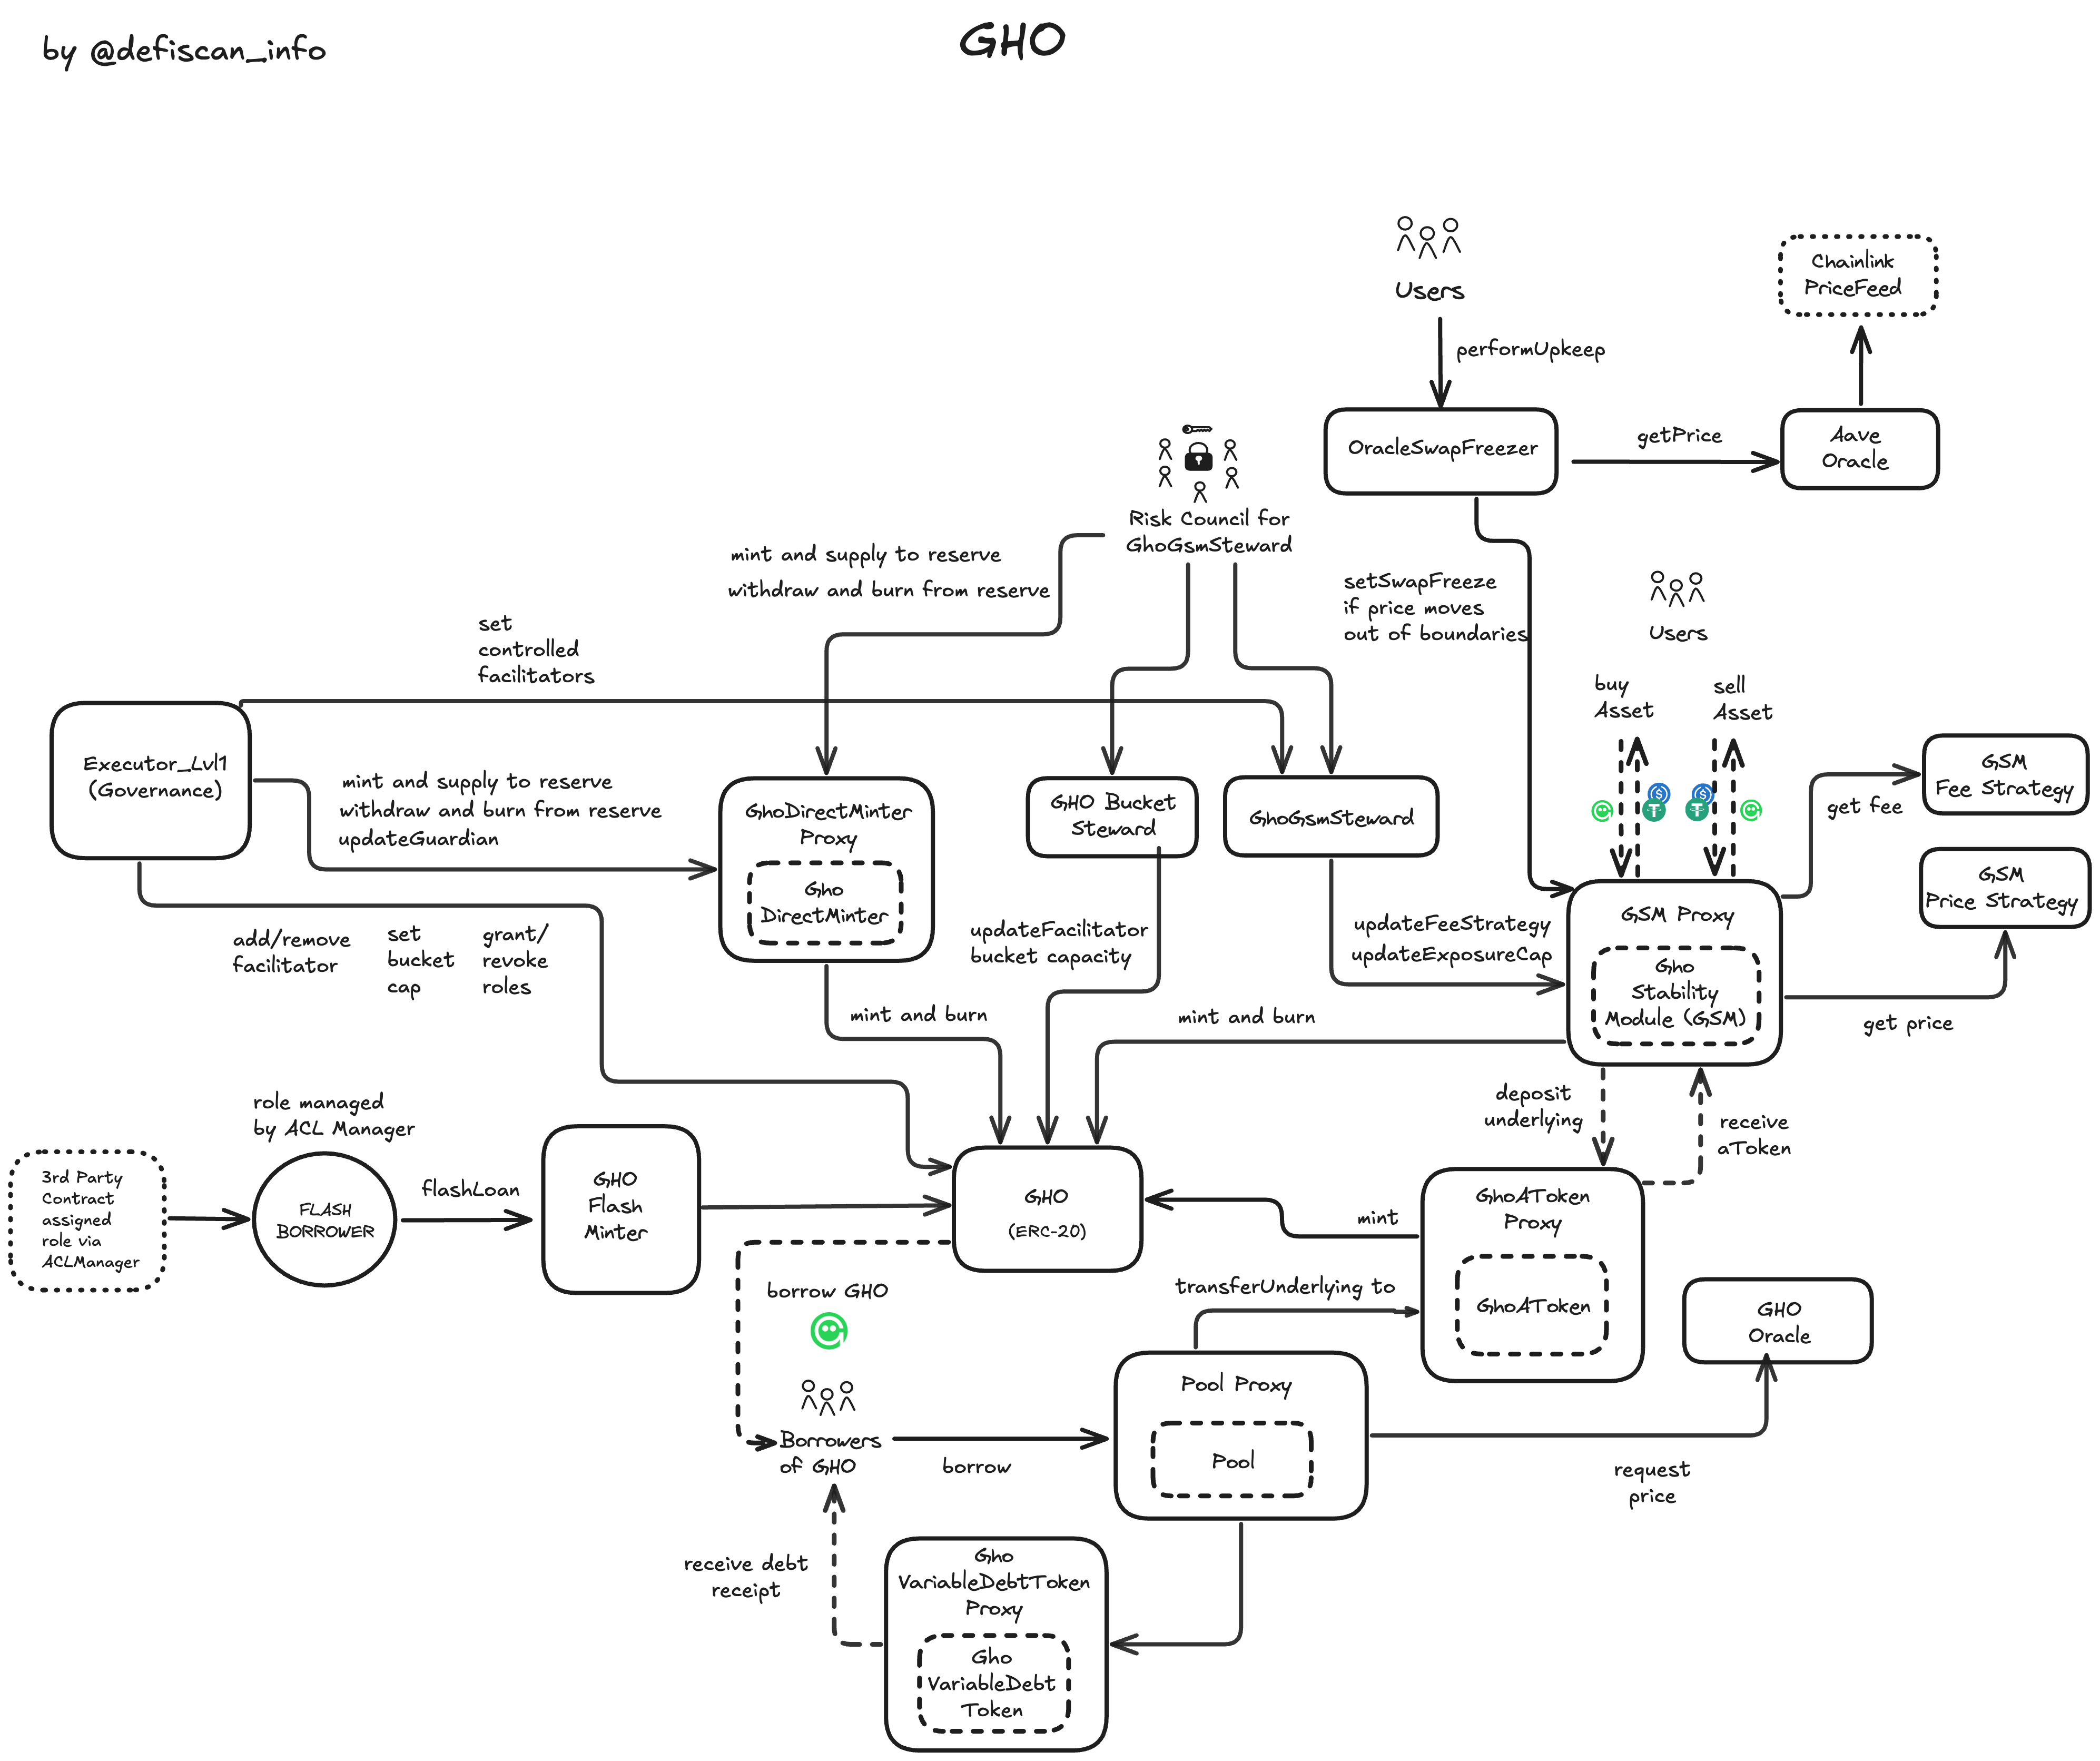 by @defiscan_info
GHO
Users
Chainlink
PriceFeed
performUpkeep
OracleSwapFreezer
getPrice
Aave
Oracle
Risk Council for
GhoGsmSteward
mint and supply to reserve
withdraw and burn from reserve
setSwapFreeze
if price moves
out of boundaries
Users
set
controlled
facilitators
buy
Asset
sell
Asset
Executor_Lvl1
(Governance)
mint and supply to reserve
withdraw and burn from reserve
updateGuardian
GhoDirectMinter
Proxy
Gho
DirectMinter
GHO Bucket
Steward
GhoGsmSteward
get fee
GSM
Fee Strategy
GSM
Price Strategy
GSM Proxy
Gho
Stability
Module (GSM)
add/remove
facilitator
set
bucket
cap
grant/
revoke
roles
updateFacilitator
bucket capacity
updateFeeStrategy
updateExposureCap
mint and burn
mint and burn
get price
role managed
by ACL Manager
deposit
underlying
receive
aToken
3rd Party
Contract
assigned
role via
ACLManager
FLASH
BORROWER
flashLoan
GHO
Flash
Minter
GHO
(ERC-20)
mint
GhoAToken
Proxy
GhoAToken
borrow GHO
transferUnderlying to
GHO
Oracle
Pool Proxy
Pool
Borrowers
of GHO
borrow
request
price
receive debt
receipt
Gho
VariableDebtToken
Proxy
Gho
VariableDebt
Token